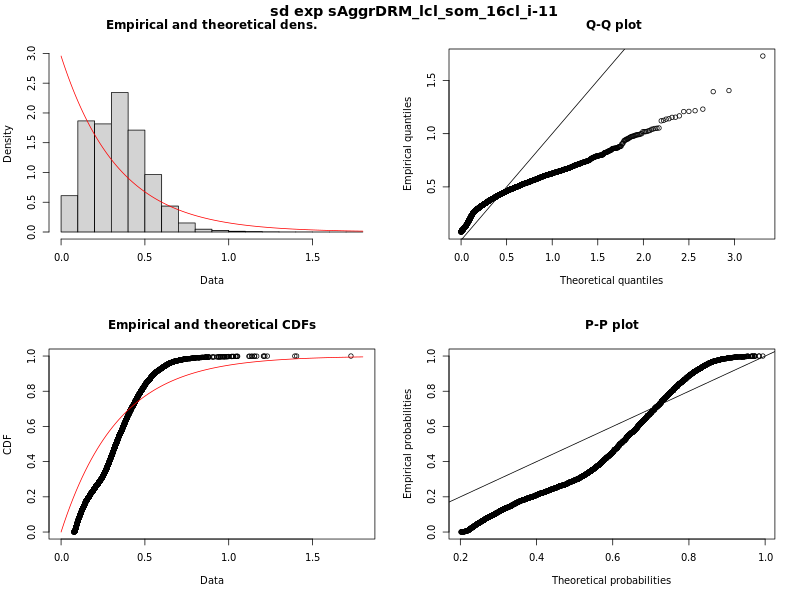 sd exp sAggrDRM_lcl_som_16cl_i-11
Empirical and theoretical dens.
Density
0.0 0.5 1.0 1.5 2.0 2.5 3.0
0.0 0.5 1.0 1.5
Data
Q-Q plot
Empirical quantiles
0.5 1.0 1.5
0.0 0.5 1.0 1.5 2.0 2.5 3.0
Theoretical quantiles
Empirical and theoretical CDFs
CDF
0.0 0.2 0.4 0.6 0.8 1.0
0.0 0.5 1.0 1.5
Data
P-P plot
Empirical probabilities
0.0 0.2 0.4 0.6 0.8 1.0
0.2 0.4 0.6 0.8 1.0
Theoretical probabilities